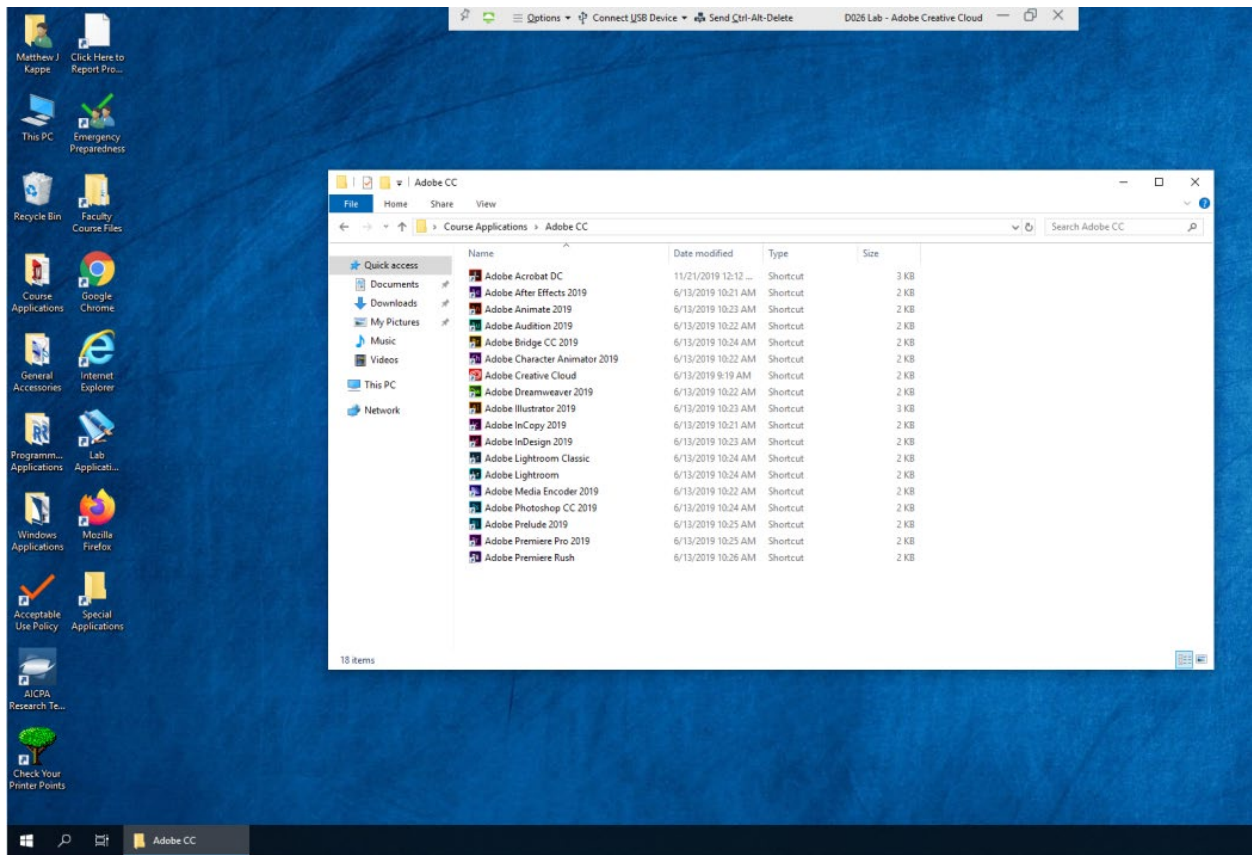 Options Connect USB Device Send Ctrl-Alt-Delete D026 Lab - Adobe Creative Cloud
Matthew J
Kappe
Click Here to
Report Pro...
This PC
Emergency
Preparedness
Recycle Bin
Faculty
Course Files
Course
Applications
Google
Chrome
General
Accessories
Internet
Explorer
Programm...
Applications
Lab
Applicati...
Windows
Applications
Mozilla
Firefox
Acceptable
Use Policy
Special
Applications
AICPA
Research Te...
Check Your
Printer Points
Adobe CC
File Home Share View
Course Applications > Adobe CC
Search Adobe CC
Quick access
Documents
Downloads
My Pictures
Music
Videos
This PC
Network
Name Date modified Type Size
Adobe Acrobat DC 11/21/2019 12:12 ... Shortcut 3 KB
Adobe After Effects 2019 6/13/2019 10:21 AM Shortcut 2 KB
Adobe Animate 2019 6/13/2019 10:23 AM Shortcut 2 KB
Adobe Audition 2019 6/13/2019 10:22 AM Shortcut 2 KB
Adobe Bridge CC 2019 6/13/2019 10:24 AM Shortcut 2 KB
Adobe Character Animator 2019 6/13/2019 10:22 AM Shortcut 2 KB
Adobe Creative Cloud 6/13/2019 9:19 AM Shortcut 2 KB
Adobe Dreamweaver 2019 6/13/2019 10:22 AM Shortcut 2 KB
Adobe Illustrator 2019 6/13/2019 10:23 AM Shortcut 3 KB
Adobe InCopy 2019 6/13/2019 10:21 AM Shortcut 2 KB
Adobe InDesign 2019 6/13/2019 10:23 AM Shortcut 2 KB
Adobe Lightroom Classic 6/13/2019 10:24 AM Shortcut 2 KB
Adobe Lightroom 6/13/2019 10:24 AM Shortcut 2 KB
Adobe Media Encoder 2019 6/13/2019 10:22 AM Shortcut 2 KB
Adobe Photoshop CC 2019 6/13/2019 10:24 AM Shortcut 2 KB
Adobe Prelude 2019 6/13/2019 10:25 AM Shortcut 2 KB
Adobe Premiere Pro 2019 6/13/2019 10:25 AM Shortcut 2 KB
Adobe Premiere Rush 6/13/2019 10:26 AM Shortcut 2 KB
18 items
Adobe CC